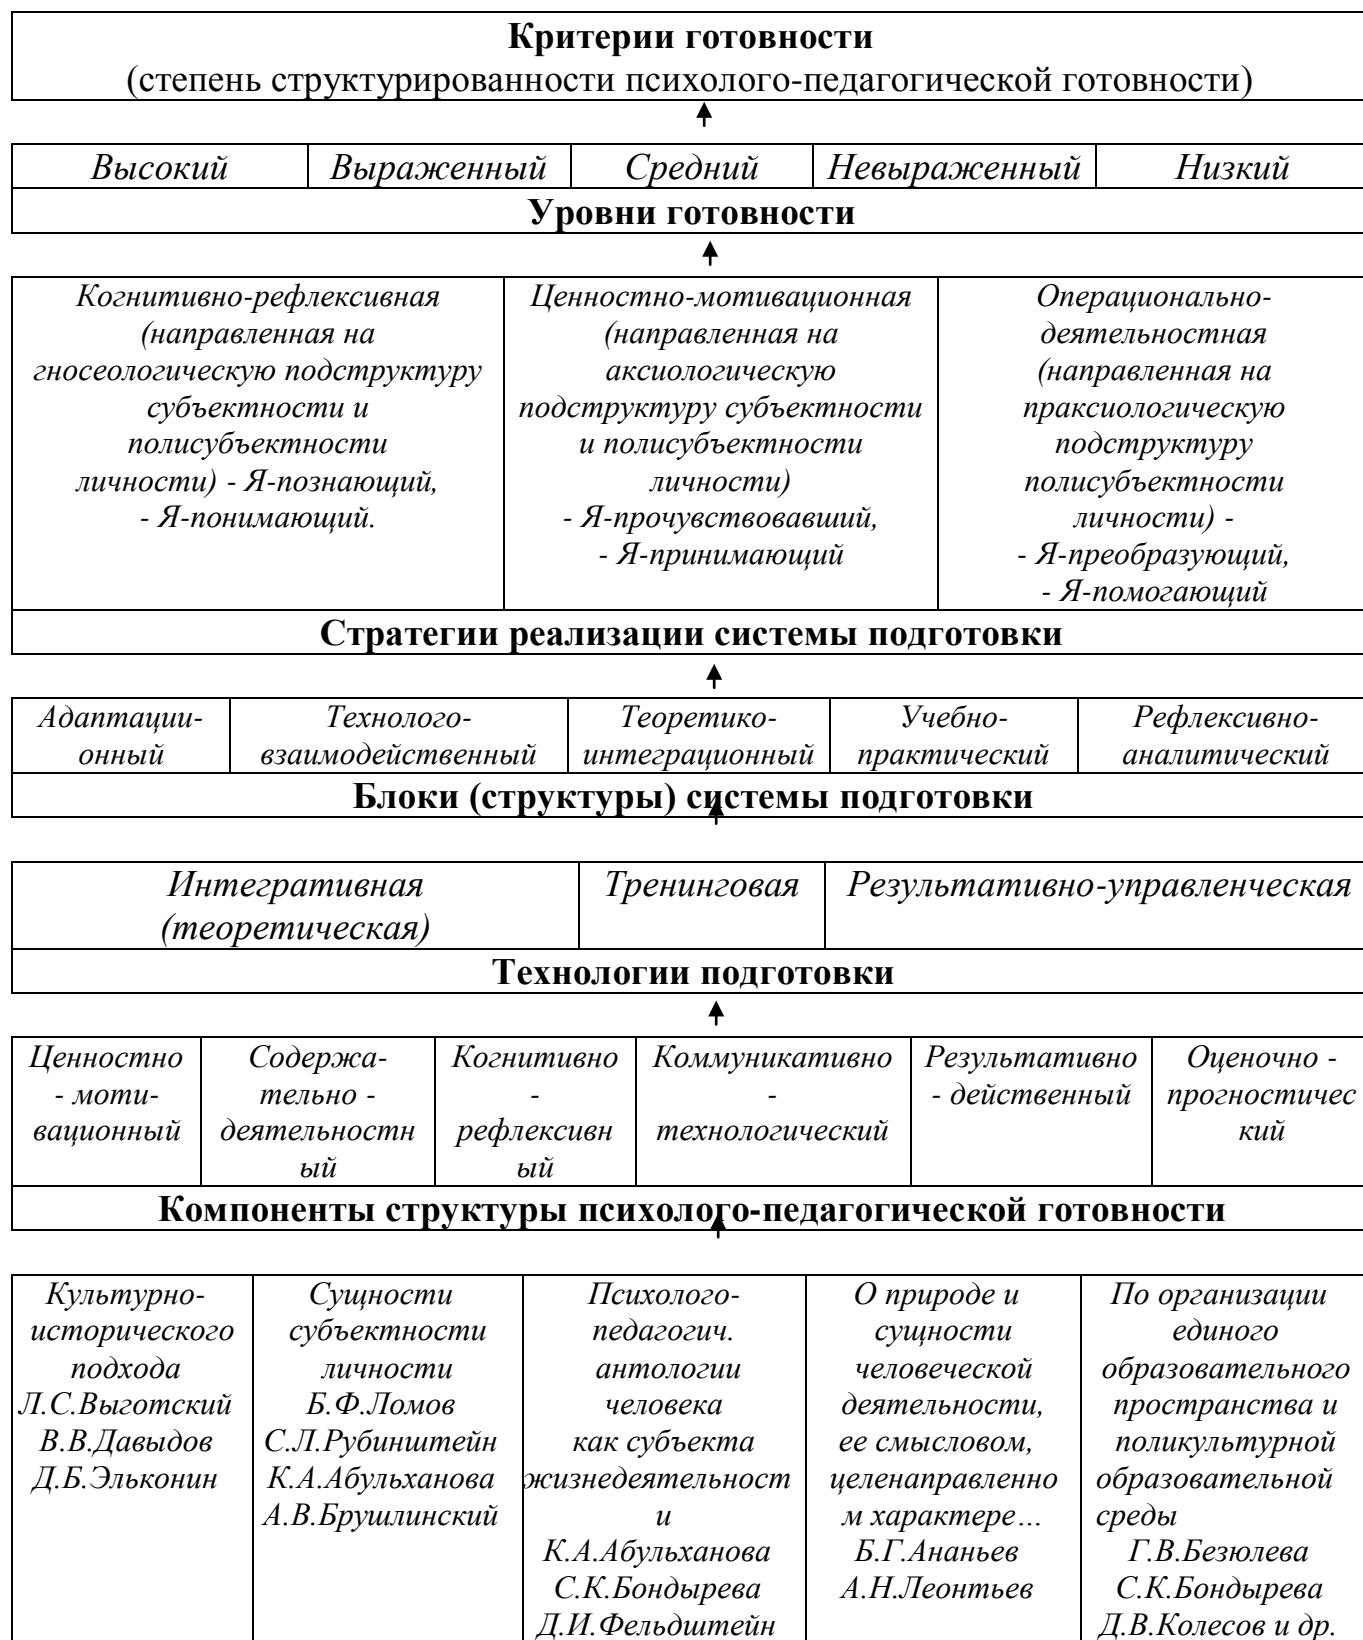 Критерии готовности
(степень структурированности психолого-педагогической готовности)
Высокий
Выраженный
Средний
Невыраженный
Низкий
Уровни готовности
Когнитивно-рефлексивная
(направленная на
гносеологическую подструктуру
субъектности и
полисубъектности
личности) - Я-познающий,
- Я-понимающий.
Ценностно-мотивационная
(направленная на
аксиологическую
подструктуру субъектности
и полисубъектности
личности)
- Я-прочувствовавший,
- Я-принимающий
Операционально-
деятельностная
(направленная на
праксиологическую
подструктуру
полисубъектности
личности) -
- Я-преобразующий,
- Я-помогающий
Стратегии реализации системы подготовки
Адаптации-
онный
Технолого-
взаимодейственный
Теоретико-
интеграционный
Учебно-
практический
Рефлексивно-
аналитический
Блоки (структуры) системы подготовки
Интегративная
(теоретическая)
Тренинговая
Результативно-управленческая
Технологии подготовки
Ценностно
- моти-
вационный
Содержа-
тельно -
деятельностн
ый
Когнитивно
-
рефлексивн
ый
Коммуникативно
-
технологический
Результативно
- действенный
Оценочно -
прогностичес
кий
Компоненты структуры психолого-педагогической готовности
Культурно-
исторического
подхода
Л.С.Выготский
В.В.Давыдов
Д.Б.Эльконин
Сущности
субъектности
личности
Б.Ф.Ломов
С.Л.Рубинштейн
К.А.Абульханова
А.В.Брушлинский
Психолого-
педагогич.
антологии
человека
как субъекта
жизнедеятельност
и
К.А.Абульханова
С.К.Бондырева
Д.И.Фельдштейн
О природе и
сущности
человеческой
деятельности,
ее смысловом,
целенаправленно
м характере…
Б.Г.Ананьев
А.Н.Леонтьев
По организации
единого
образовательного
пространства и
поликультурной
образовательной
среды
Г.В.Безюлева
С.К.Бондырева
Д.В.Колесов и др.